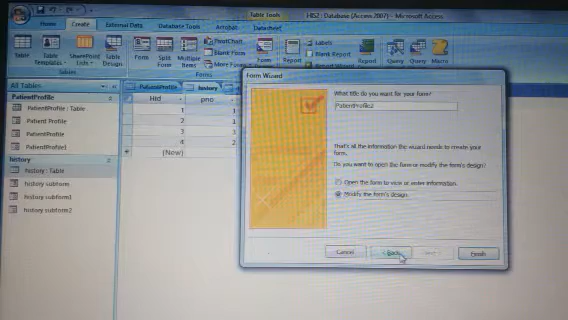 Table Tools
HIS2 : Database (Access 2007) - Microsoft Access
Home
Create
External Data
Database Tools
Acrobat
Datasheet
Table
Table Templates
SharePoint Lists
Table Design
Tables
Form
Split Form
Multiple Items
PivotChart
Blank Form
More Forms
Form
Forms
Report
Labels
Blank Report
Report
Query
Query
Macro
All Tables
PatientProfile
PatientProfile : Table
Patient Profile
PatientProfile
PatientProfile1
history
history : Table
history subform
history subform1
history subform2
PatientProfile
history
Hid
pno
1
1
2
1
3
3
4
2
(New)
Form Wizard
What title do you want for your form?
PatientProfile2
That's all the information the wizard needs to create your form.
Do you want to open the form or modify the form's design?
Open the form to view or enter information.
Modify the form's design.
Cancel
< Back
Finish